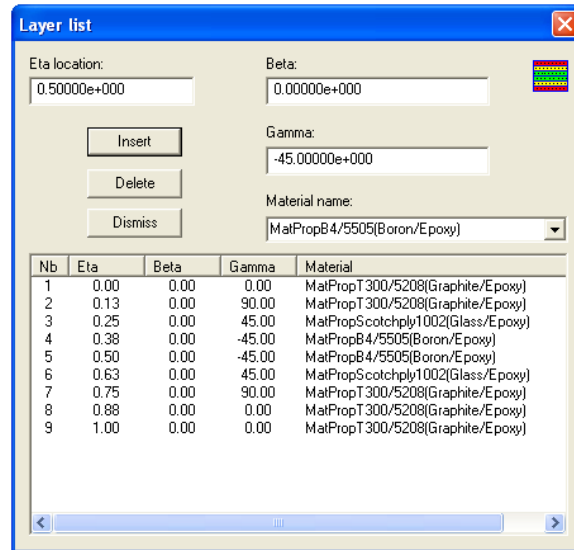 Layer list
Eta location: Beta:
0.50000e+000 0.00000e+000
Insert
Gamma:
-45.00000e+000
Delete
Material name:
Dismiss
MatPropB4/5505(Boron/Epoxy)
Nb Eta Beta Gamma Material
1 0.00 0.00 0.00 MatPropT300/5208(Graphite/Epoxy)
2 0.13 0.00 90.00 MatPropT300/5208(Graphite/Epoxy)
3 0.25 0.00 45.00 MatPropScotchply1002(Glass/Epoxy)
4 0.38 0.00 -45.00 MatPropB4/5505(Boron/Epoxy)
5 0.50 0.00 -45.00 MatPropB4/5505(Boron/Epoxy)
6 0.63 0.00 45.00 MatPropScotchply1002(Glass/Epoxy)
7 0.75 0.00 90.00 MatPropT300/5208(Graphite/Epoxy)
8 0.88 0.00 0.00 MatPropT300/5208(Graphite/Epoxy)
9 1.00 0.00 0.00 MatPropT300/5208(Graphite/Epoxy)